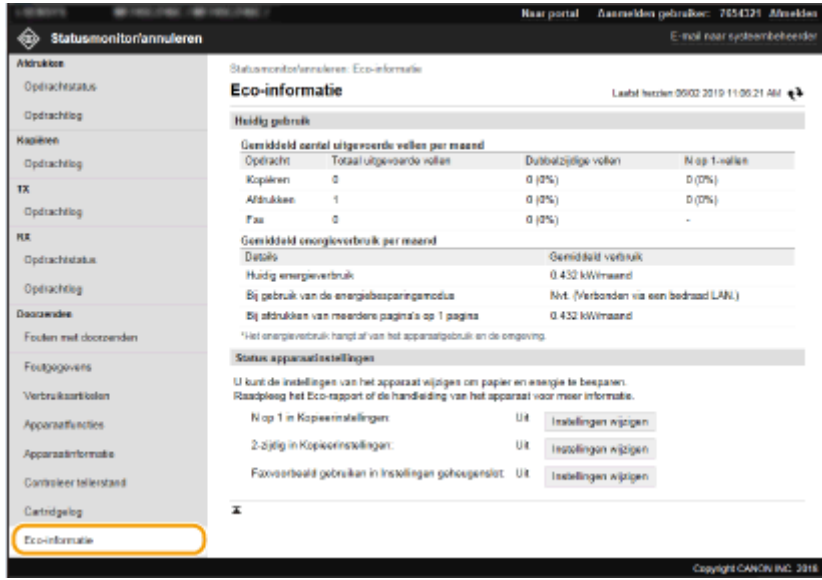 Naar portal Aanmelden gebruiker: 7654321 Afmelden
Statusmonitor/annuleren
E-mail naar systeembeheerder
Afdrukken
Opdrachtstatus
Opdrachtlog
Kopiëren
Opdrachtlog
TX
Opdrachtlog
RX
Opdrachtstatus
Opdrachtlog
Doorzenden
Fouten met doorzenden
Foutgegevens
Verbruiksartikelen
Apparaatfuncties
Apparaatinformatie
Controleer tellerstand
Cartridgelog
Eco-informatie
Statusmonitor/annuleren: Eco-informatie
Eco-informatie
Laatst herzien: 06/02 2019 11:06:21 AM
Huidig gebruik
Gemiddeld aantal uitgevoerde vellen per maand
Opdracht Totaal uitgevoerde vellen Dubbelzijdige vellen N op 1-vellen
Kopiëren 0 0 (0%) 0 (0%)
Afdrukken 1 0 (0%) 0 (0%)
Fax 0 0 (0%) -
Gemiddeld energieverbruik per maand
Details Gemiddeld verbruik
Huidig energieverbruik 0.432 kW/maand
Bij gebruik van de energiebesparingsmodus Nvt. (Verbonden via een bedraad LAN.)
Bij afdrukken van meerdere pagina's op 1 pagina 0.432 kW/maand
*Het energieverbruik hangt af van het apparaatgebruik en de omgeving.
Status apparaatinstellingen
U kunt de instellingen van het apparaat wijzigen om papier en energie te besparen.
Raadpleeg het Eco-rapport of de handleiding van het apparaat voor meer informatie.
N op 1 in Kopieerinstellingen: Uit Instellingen wijzigen
2-zijdig in Kopieerinstellingen: Uit Instellingen wijzigen
Faxvoorbeeld gebruiken in Instellingen geheugenslot: Uit Instellingen wijzigen
Copyright CANON INC. 2016